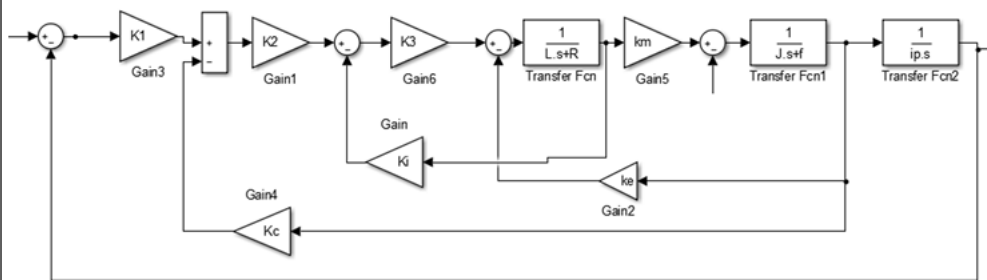 K1
Gain3
+
−
K2
Gain1
K3
Gain6
1
L.s+R
Transfer Fcn
km
Gain5
1
J.s+f
Transfer Fcn1
1
ip.s
Transfer Fcn2
Gain
Ki
ke
Gain2
Gain4
Kc